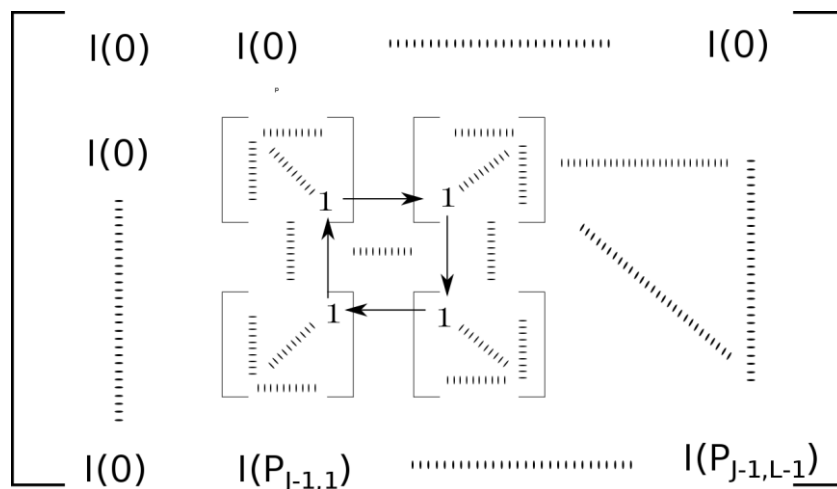 I(0) I(0) I(0)
p
I(0)
1 1
1 1
I(0) I(P_{J-1,1}) I(P_{J-1,L-1})